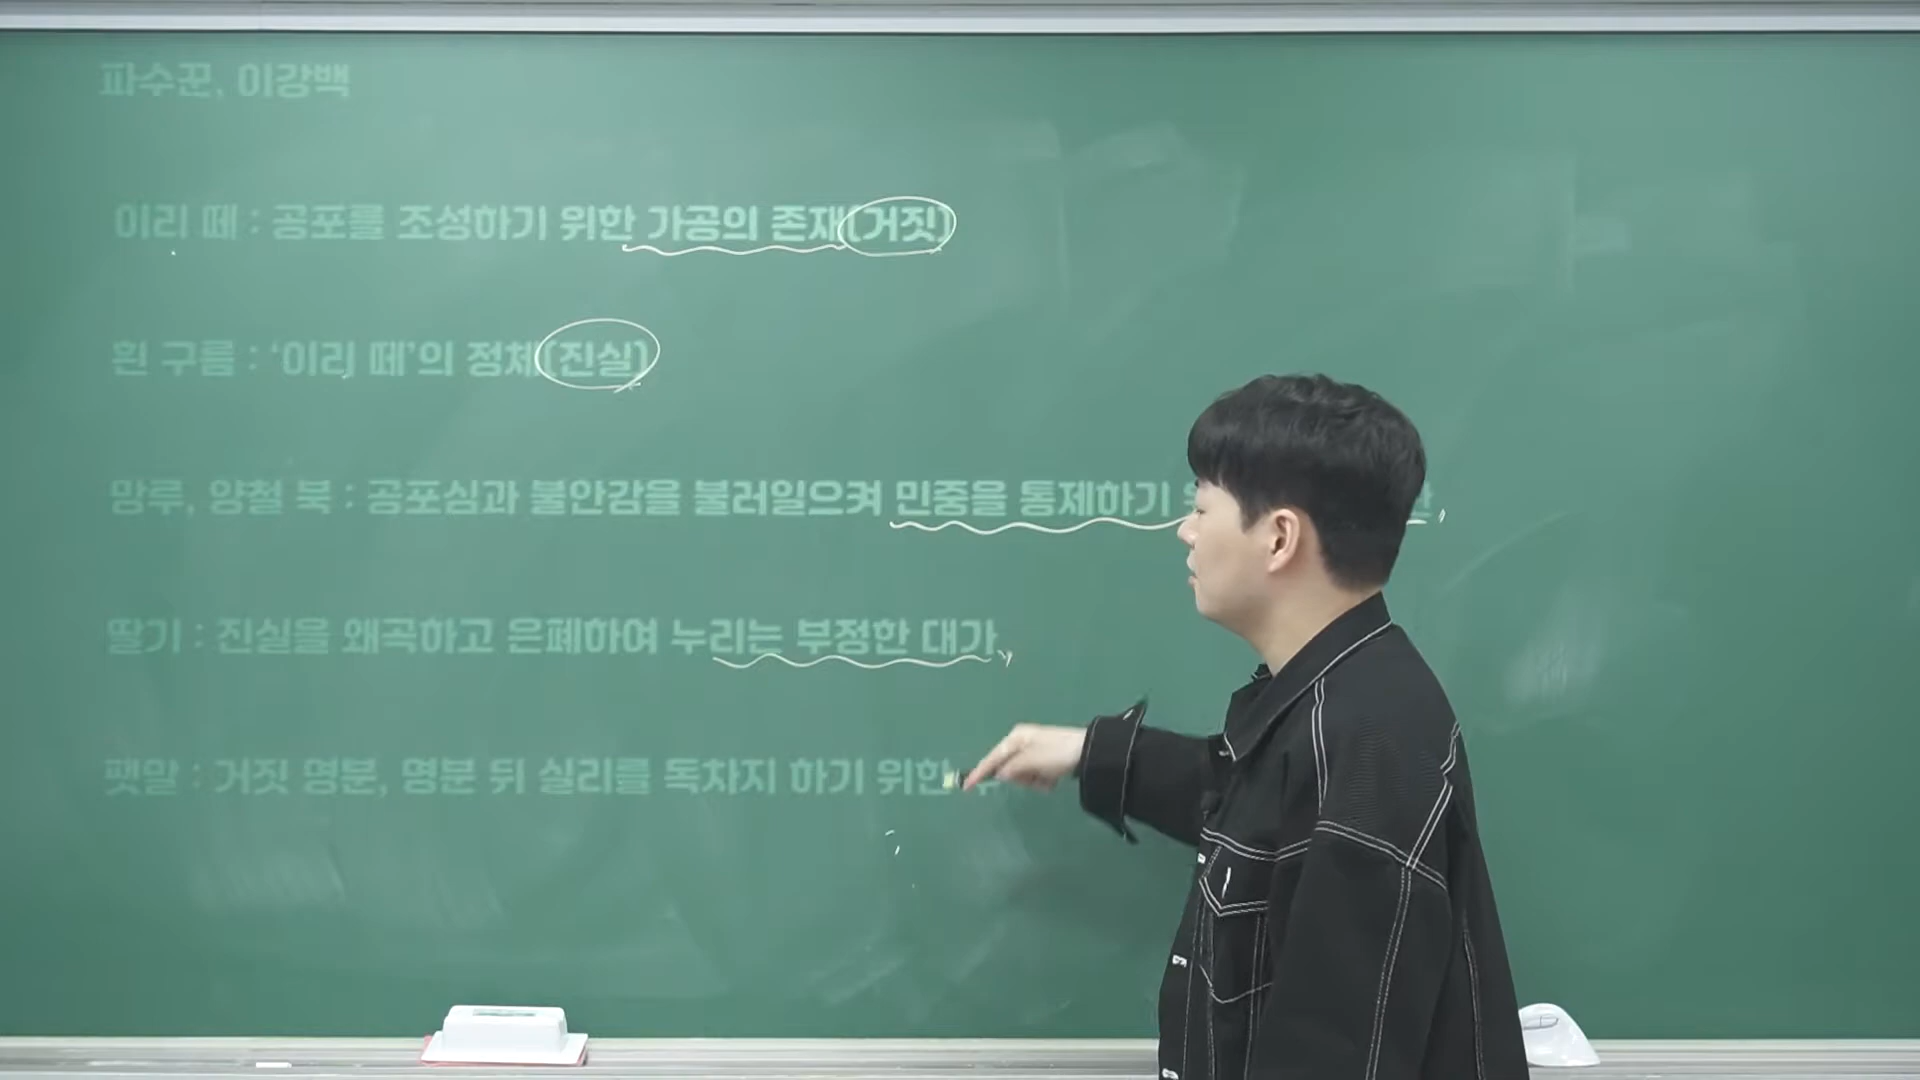 파수꾼, 이강백
이리 떼 : 공포를 조성하기 위한 가공의 존재(거짓)
흰 구름 : ‘이리 떼’의 정체(진실)
망루, 양철 북 : 공포심과 불안감을 불러일으켜 민중을 통제하기
딸기 : 진실을 왜곡하고 은폐하여 누리는 부정한 대가
팻말 : 거짓 명분, 명분 뒤 실리를 독차지 하기 위한